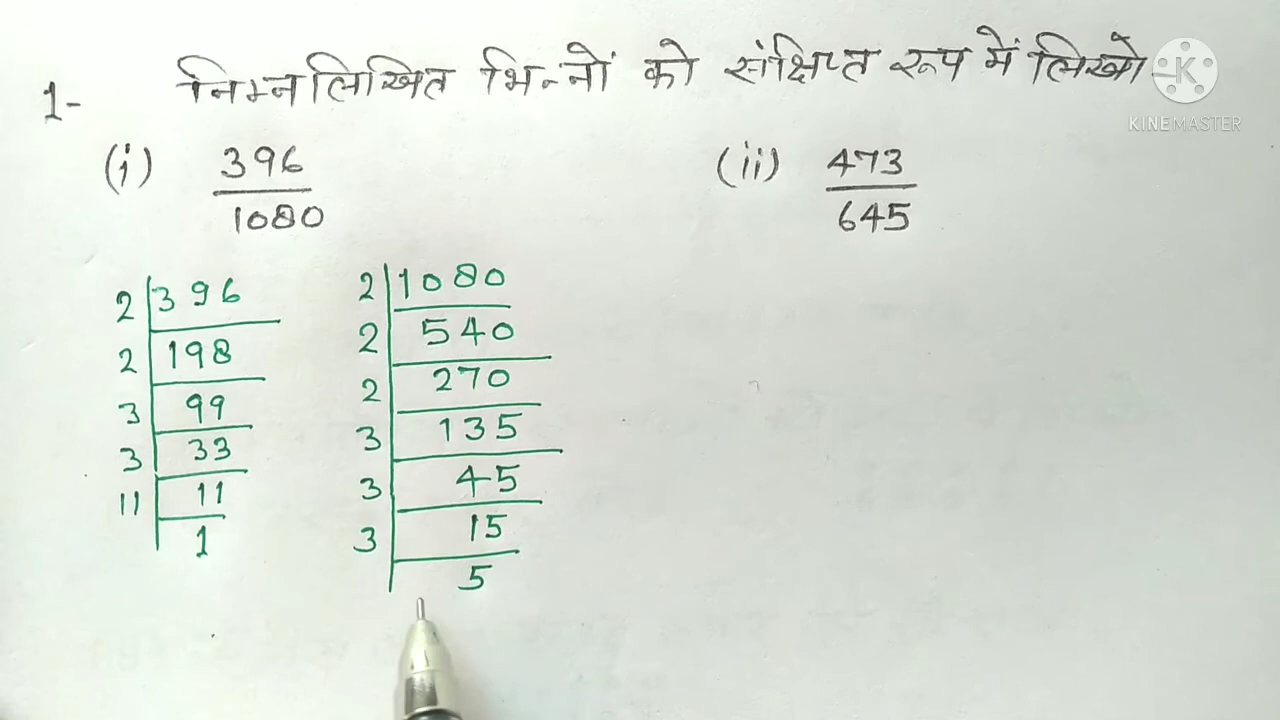 1- निम्नलिखित भिन्नों को संक्षिप्त रूप में लिखो-
K
KINEMASTER
(i) 396/1080
(ii) 473/645
2 | 396
2 | 198
3 | 99
3 | 33
11 | 11
1
2 | 1080
2 | 540
2 | 270
3 | 135
3 | 45
3 | 15
5